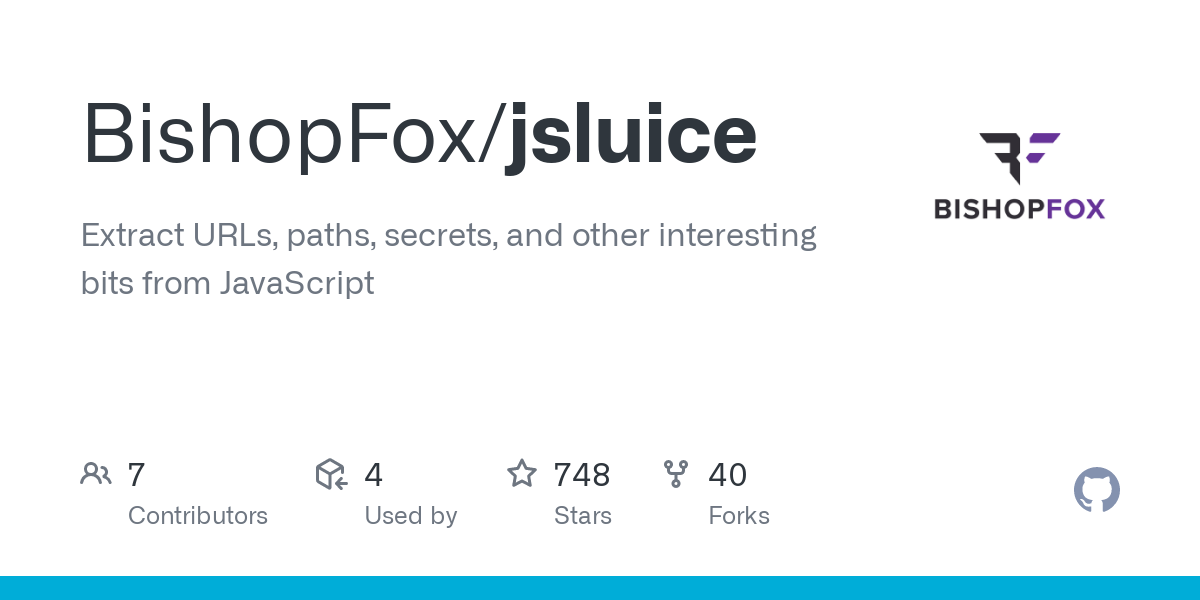 BishopFox/jsluice
BISHOPFOX
Extract URLs, paths, secrets, and other interesting
bits from JavaScript
7
Contributors
4
Used by
748
Stars
40
Forks